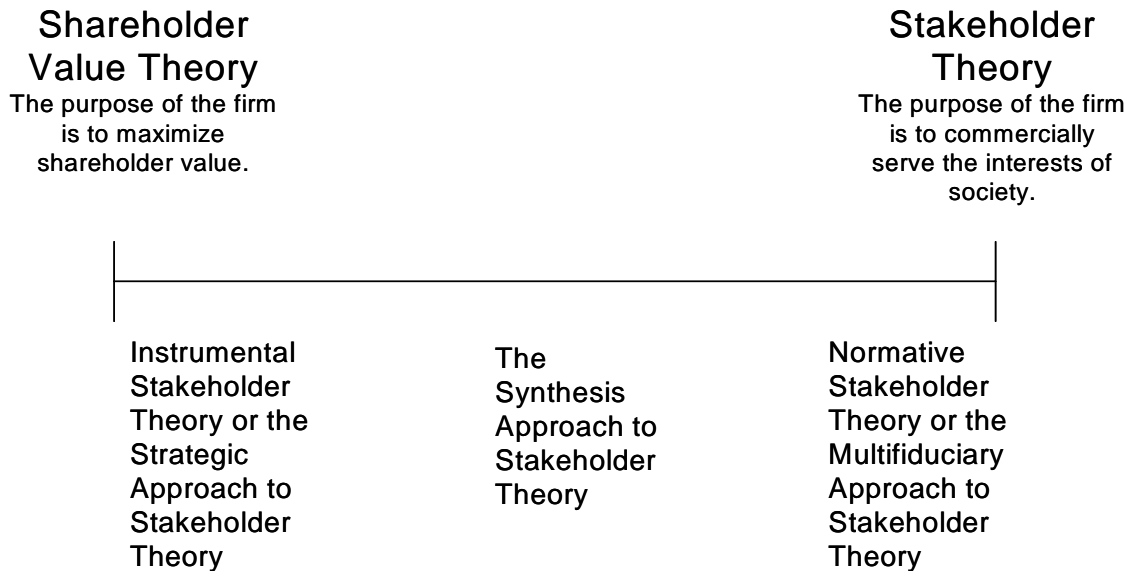 Shareholder
Value Theory
The purpose of the firm
is to maximize
shareholder value.
Stakeholder
Theory
The purpose of the firm
is to commercially
serve the interests of
society.
Instrumental
Stakeholder
Theory or the
Strategic
Approach to
Stakeholder
Theory
The
Synthesis
Approach to
Stakeholder
Theory
Normative
Stakeholder
Theory or the
Multifiduciary
Approach to
Stakeholder
Theory